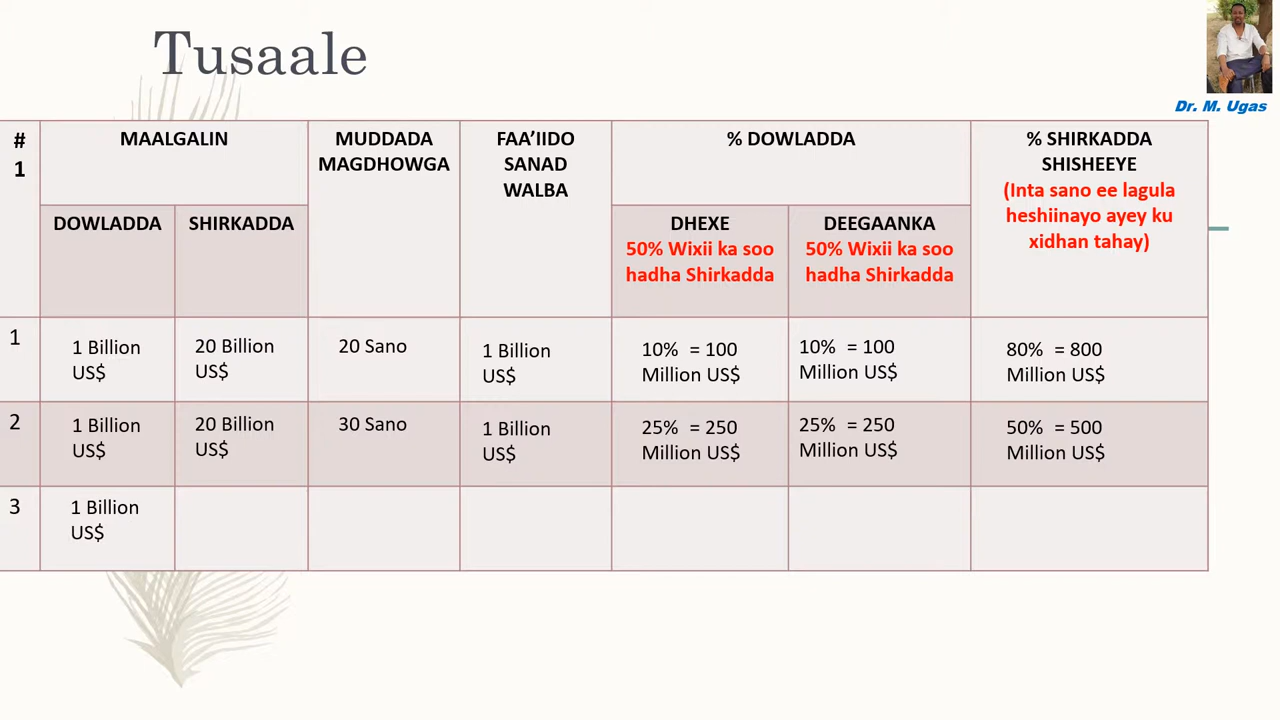 Tusaale
Dr. M. Ugas
#
1
MAALGALIN
MUDDADA
MAGDHOWGA
FAA’IIDO
SANAD
WALBA
% DOWLADDA
% SHIRKADDA
SHISHEEYE
(Inta sano ee lagula
heshiinayo ayey ku
xidhan tahay)
DOWLADDA
SHIRKADDA
DHEXE
50% Wixii ka soo
hadha Shirkadda
DEEGAANKA
50% Wixii ka soo
hadha Shirkadda
1
1 Billion
US$
20 Billion
US$
20 Sano
1 Billion
US$
10% = 100
Million US$
10% = 100
Million US$
80% = 800
Million US$
2
1 Billion
US$
20 Billion
US$
30 Sano
1 Billion
US$
25% = 250
Million US$
25% = 250
Million US$
50% = 500
Million US$
3
1 Billion
US$